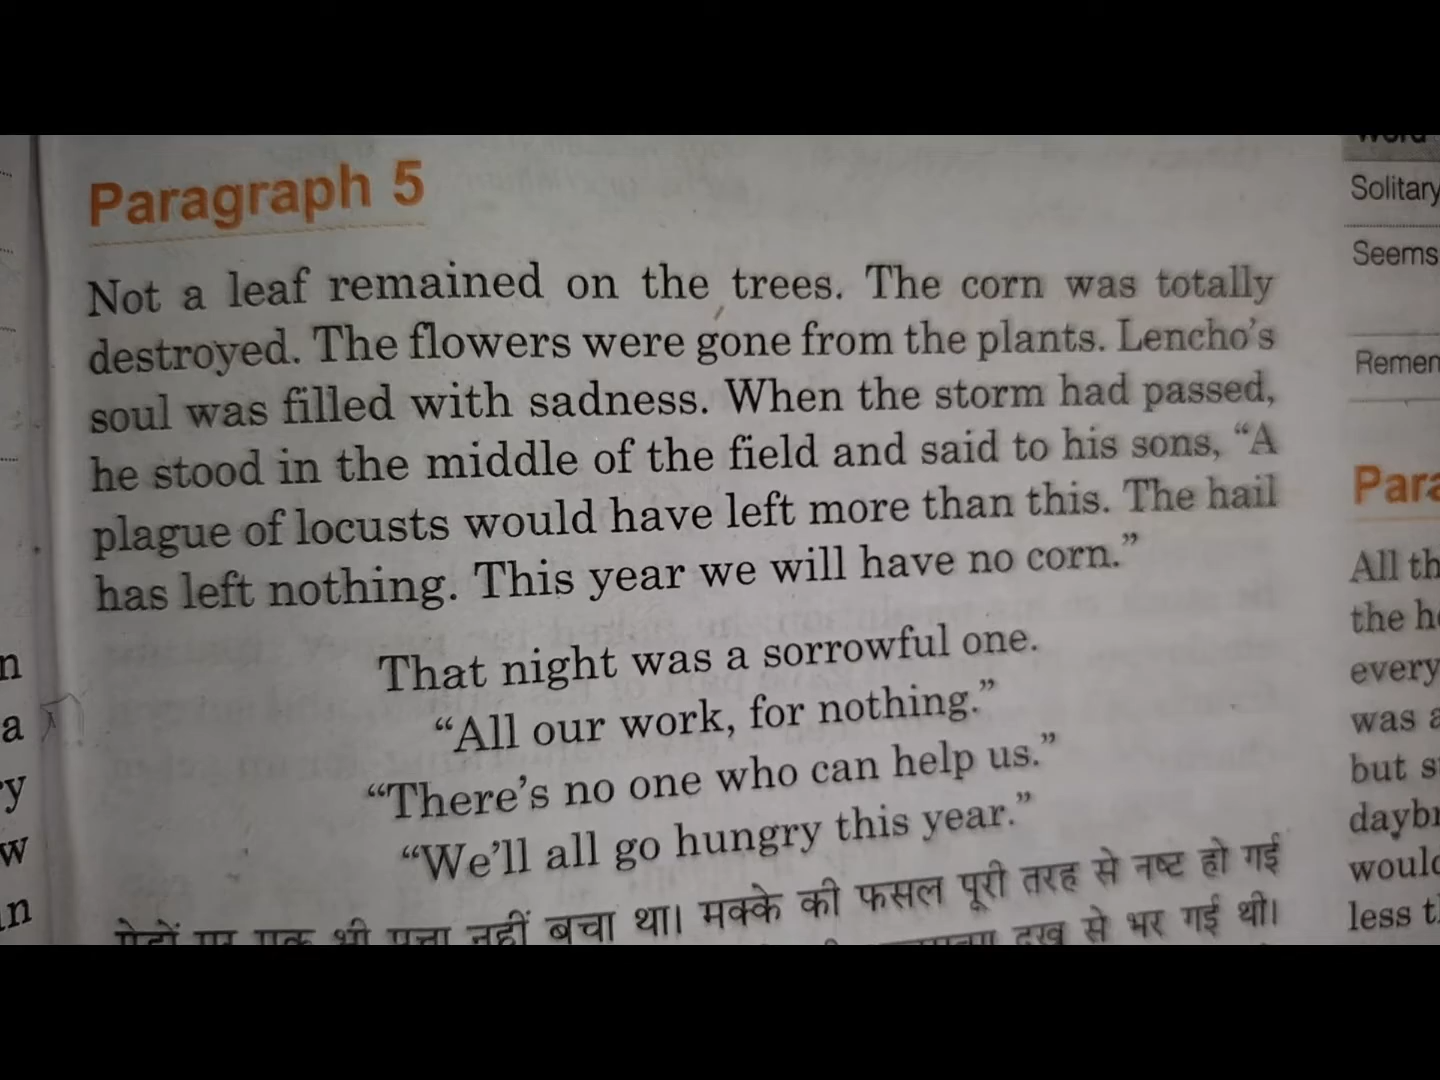 Paragraph 5
Not a leaf remained on the trees. The corn was totally
destroyed. The flowers were gone from the plants. Lencho's
soul was filled with sadness. When the storm had passed,
he stood in the middle of the field and said to his sons, “A
plague of locusts would have left more than this. The hail
has left nothing. This year we will have no corn.”
That night was a sorrowful one.
“All our work, for nothing.”
“There's no one who can help us.”
“We'll all go hungry this year.”
नहीं बचा था। मक्के की फसल पूरी तरह से नष्ट हो गई
दुख से भर गई थी।
n
a
y
w
n
Solitary
Seems
Remen
Para
All th
the h
every
was a
but s
daybr
would
less t